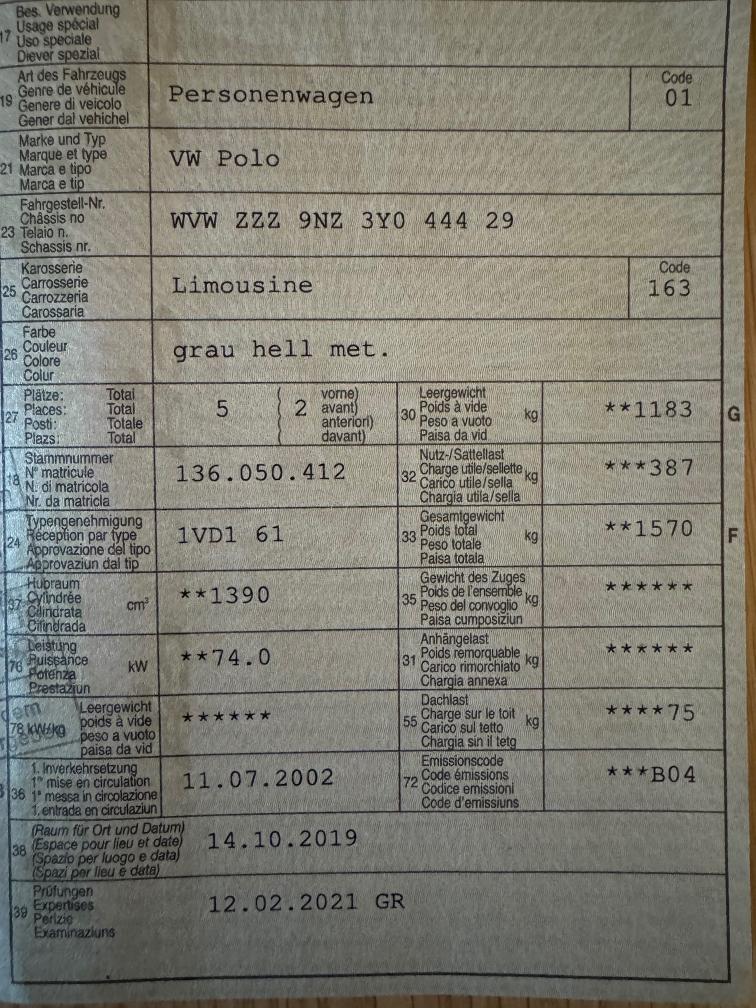 Bes. Verwendung
Usage spécial
17 Uso speciale
Diever spezial
Art des Fahrzeugs
Genre de véhicule
19 Genere di veicolo
Gener dal vehichel
Personenwagen
Code
01
Marke und Typ
Marque et type
21 Marca e tipo
Marca e tip
VW Polo
Fahrgestell-Nr.
Châssis no
23 Telaio n.
Schassis nr.
WVW ZZZ 9NZ 3Y0 444 29
Karosserie
25 Carrosserie
Carrozzeria
Carossaria
Limousine
Code
163
Farbe
26 Couleur
Colore
Colur
grau hell met.
Plätze: Total
27 Places: Total
Posti: Totale
Plazs: Total
5
2
vorne)
avant)
anteriori)
davant)
Leergewicht
30 Poids à vide kg
Peso a vuoto
Paisa da vid
**1183
G
Stammnummer
18 N° matricule
N. di matricola
Nr. da matricla
136.050.412
Nutz-/Sattellast
32 Charge utile/sellette kg
Carico utile/sella
Chargia utila/sella
***387
Typengenehmigung
24 Réception par type
Approvazione del tipo
Approvaziun dal tip
1VD1 61
Gesamtgewicht
33 Poids total kg
Peso totale
Paisa totala
**1570
F
Hubraum
37 Cylindrée cm³
Cilindrata
Cilindrada
**1390
Gewicht des Zuges
35 Poids de l'ensemble kg
Peso del convoglio
Paisa cumposiziun
******
Leistung
76 Puissance kW
Potenza
Prestaziun
**74.0
Anhängelast
31 Poids remorquable kg
Carico rimorchiato
Chargia annexa
******
Leergewicht
78 kW/kg poids à vide
peso a vuoto
paisa da vid
******
Dachlast
55 Charge sur le toit kg
Carico sul tetto
Chargia sin il tetg
****75
1. Inverkehrsetzung
36 1re mise en circulation
1a messa in circolazione
1. entrada en circulaziun
11.07.2002
Emissionscode
72 Code émissions
Codice emissioni
Code d'emissiuns
***B04
(Raum für Ort und Datum)
38 (Espace pour lieu et date)
(Spazio per luogo e data)
(Spazi per lieu e data)
14.10.2019
Prüfungen
39 Expertises
Perizie
Examinaziuns
12.02.2021 GR